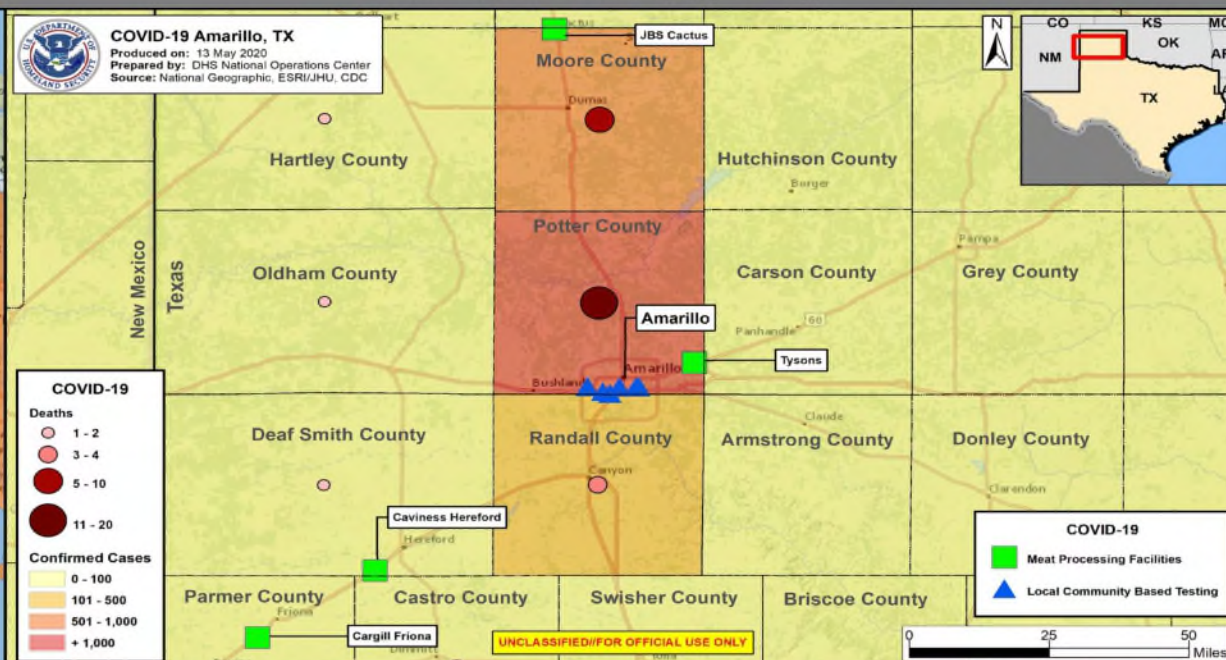 U.S. DEPARTMENT OF
HOMELAND SECURITY
COVID-19 Amarillo, TX
Produced on: 13 May 2020
Prepared by: DHS National Operations Center
Source: National Geographic, ESRI/JHU, CDC
JBS Cactus
Moore County
Dumas
Hartley County
Hutchinson County
Borger
N
CO
KS
NM
OK
TX
Potter County
New Mexico
Texas
Oldham County
Carson County
Grey County
Pampa
Amarillo
Panhandle
60
Tysons
Bushland
Amarillo
Deaf Smith County
Randall County
Armstrong County
Donley County
Claude
Canyon
Clarendon
Caviness Hereford
Hereford
Parmer County
Castro County
Swisher County
Briscoe County
Friona
Cargill Friona
Dimmitt
UNCLASSIFIED//FOR OFFICIAL USE ONLY
COVID-19
Deaths
1 - 2
3 - 4
5 - 10
11 - 20
Confirmed Cases
0 - 100
101 - 500
501 - 1,000
+ 1,000
COVID-19
Meat Processing Facilities
Local Community Based Testing
0 25 50
Miles